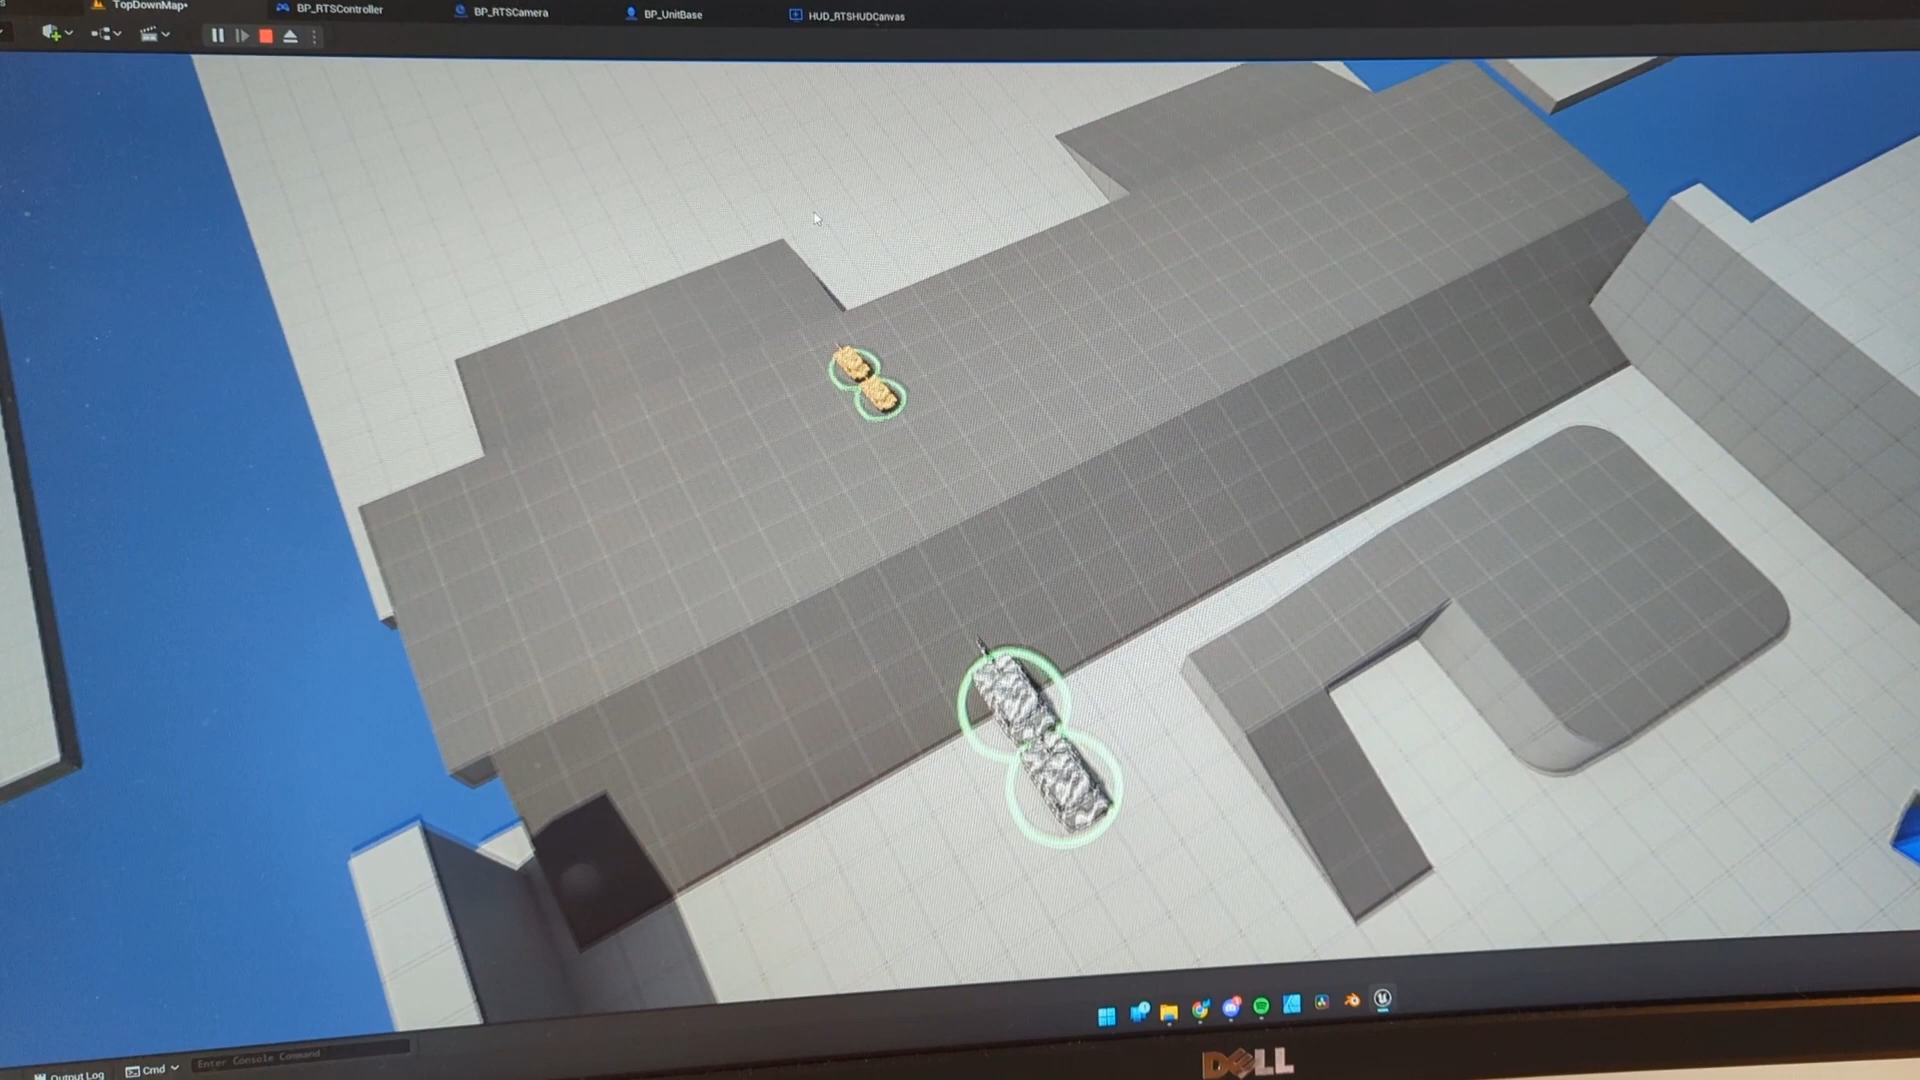 TopDownMap•
BP_RTSController
BP_RTSCamera
BP_UnitBase
HUD_RTSHUDCanvas
Output Log
Cmd
Enter Console Command
DELL